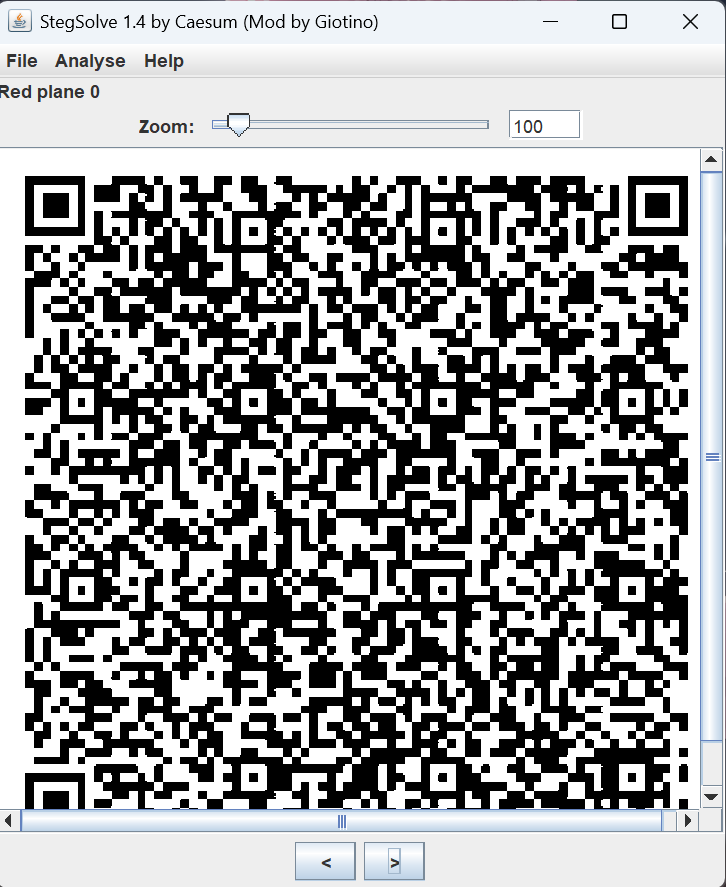 StegSolve 1.4 by Caesum (Mod by Giotino)
File Analyse Help
Red plane 0
Zoom: 100
< >